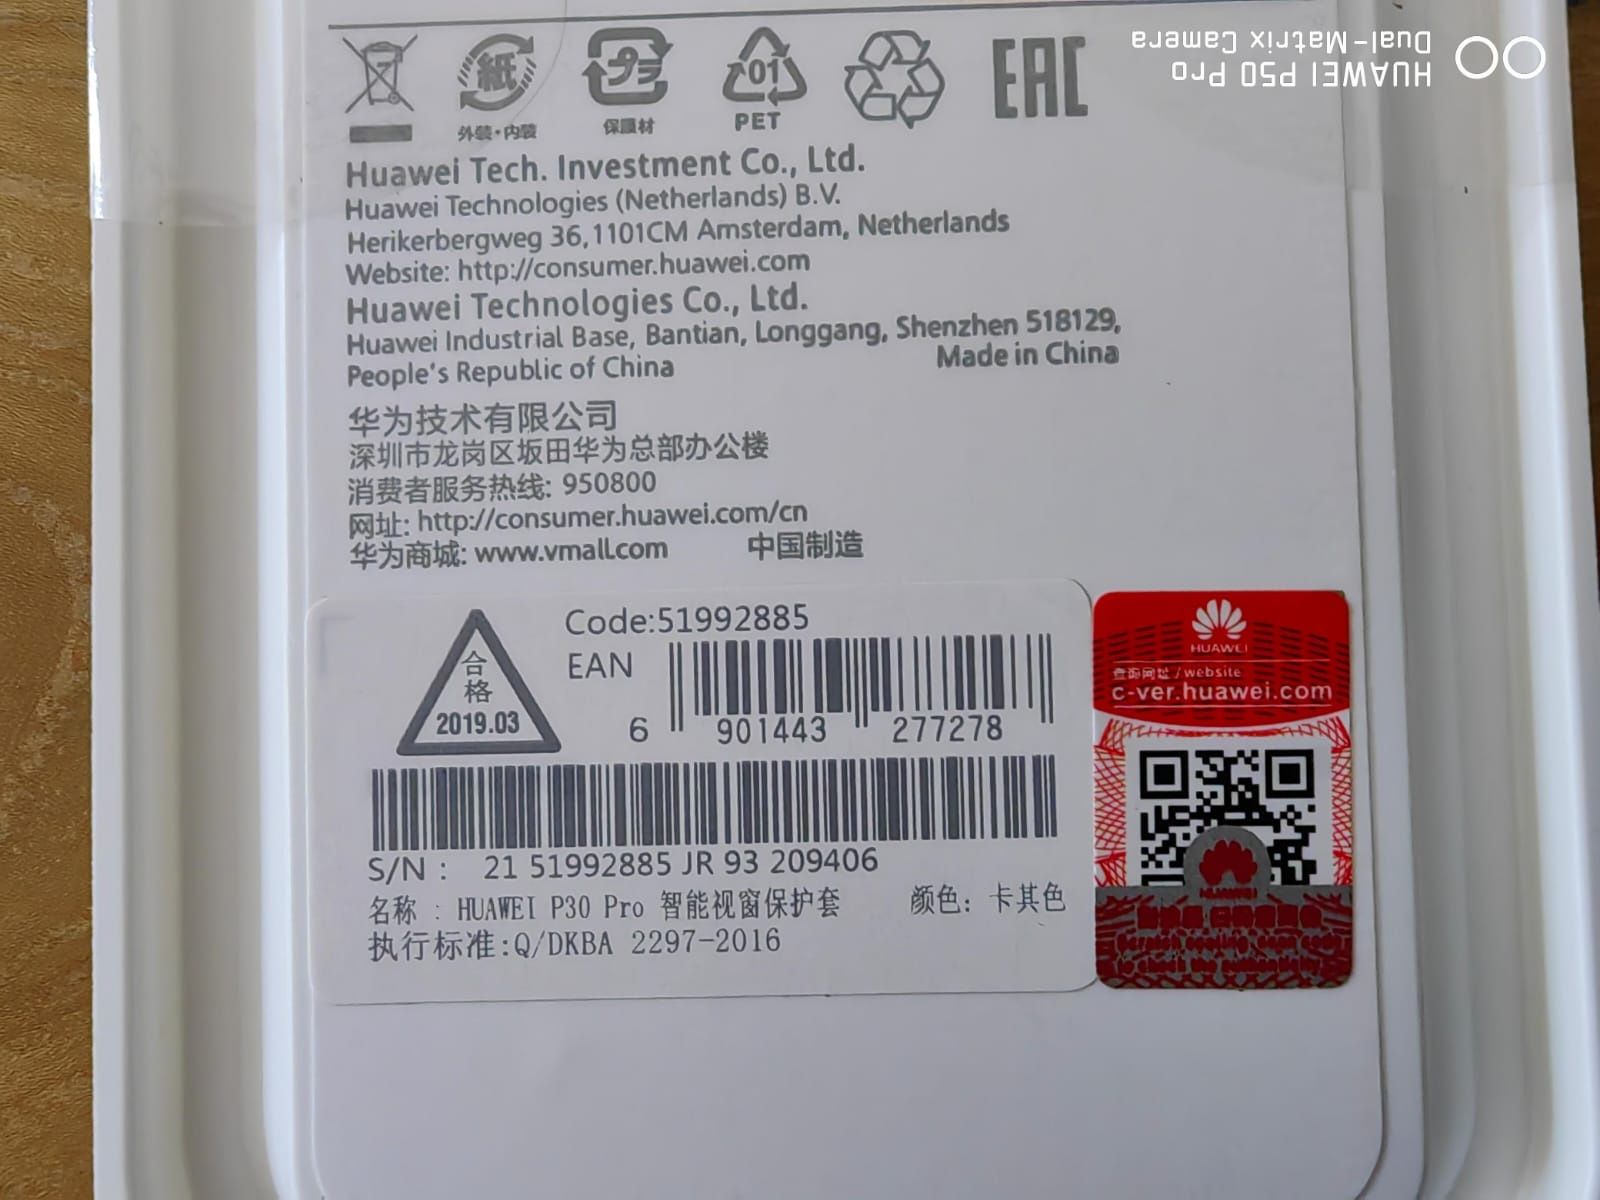 HUAWEI P50 Pro
Dual-Matrix Camera
紙
外装・内装
プラ
保護材
01
PET
EAC
Huawei Tech. Investment Co., Ltd.
Huawei Technologies (Netherlands) B.V.
Herikerbergweg 36,1101CM Amsterdam, Netherlands
Website: http://consumer.huawei.com
Huawei Technologies Co., Ltd.
Huawei Industrial Base, Bantian, Longgang, Shenzhen 518129,
People's Republic of China Made in China
华为技术有限公司
深圳市龙岗区坂田华为总部办公楼
消费者服务热线: 950800
网址: http://consumer.huawei.com/cn
华为商城: www.vmall.com 中国制造
合
格
2019.03
Code:51992885
EAN
6 901443 277278
S/N : 21 51992885 JR 93 209406
名称 : HUAWEI P30 Pro 智能视窗保护套 颜色: 卡其色
执行标准:Q/DKBA 2297-2016
HUAWEI
查询网址 / website
c-ver.huawei.com